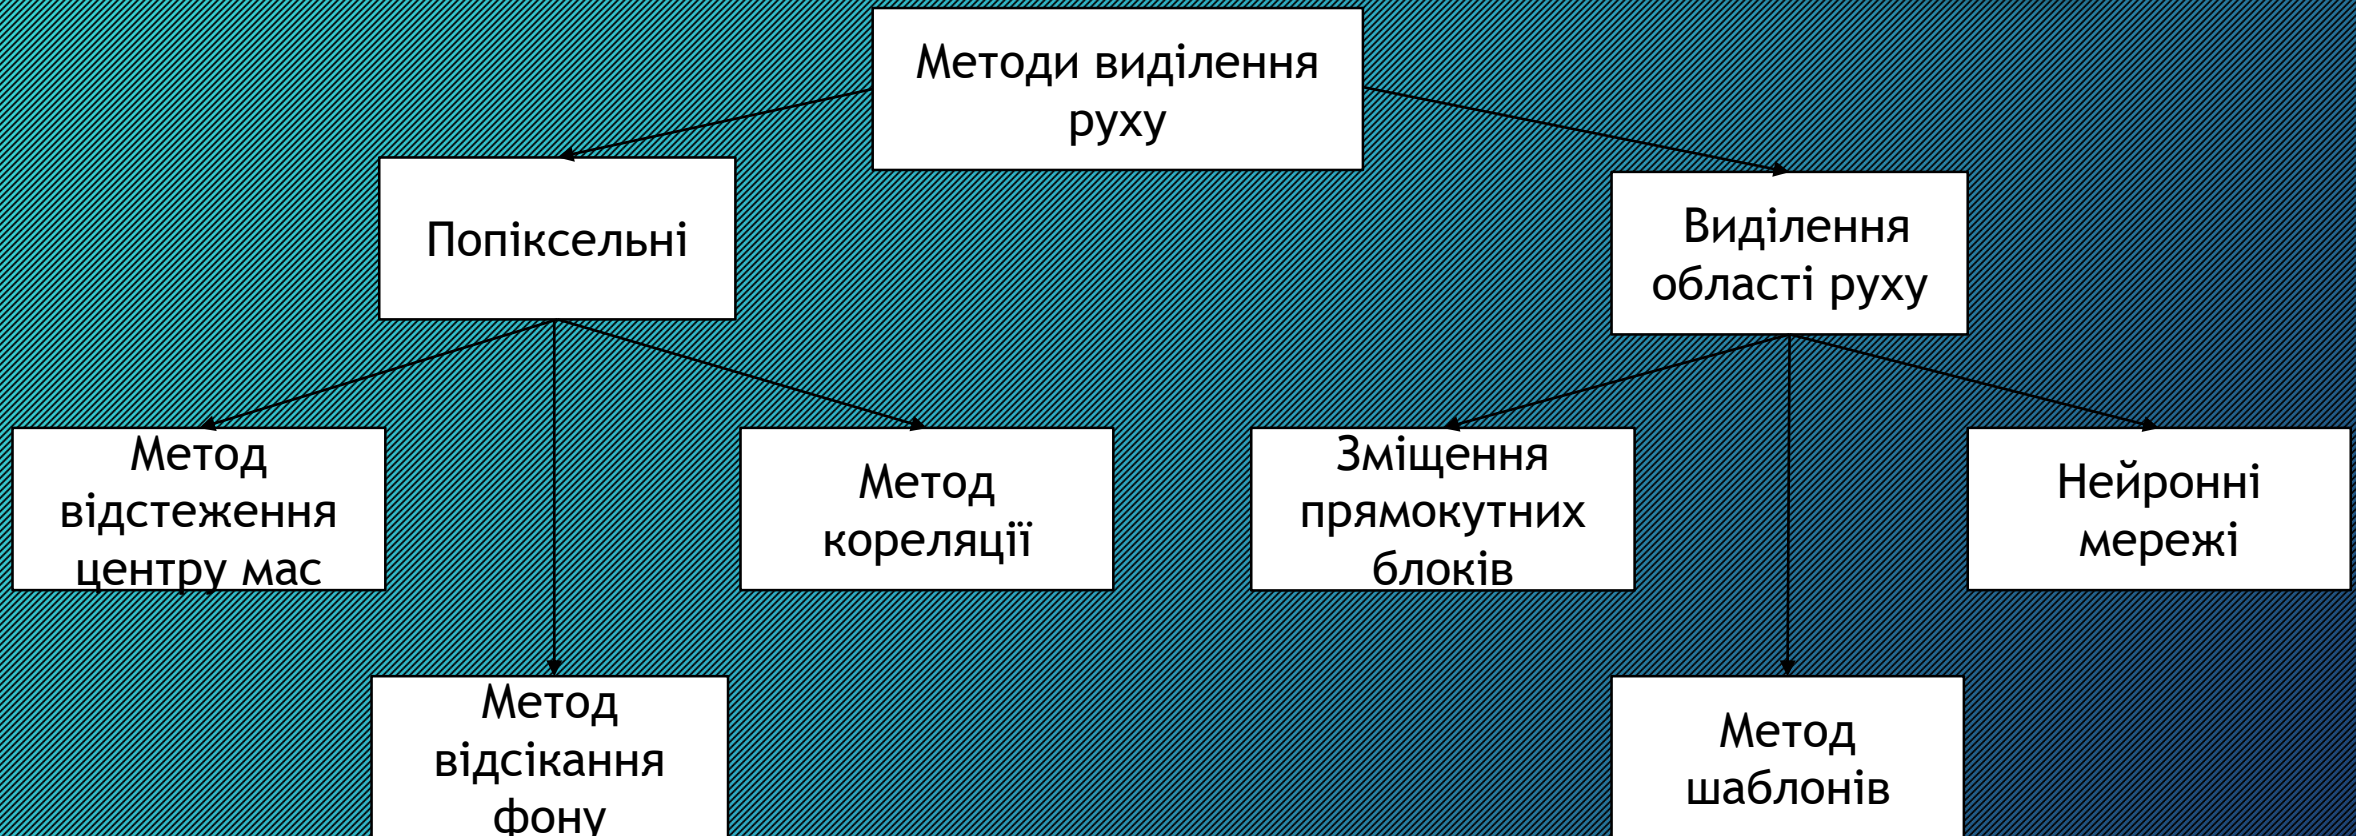 Методи виділення
руху
Попіксельні
Виділення
області руху
Метод
відстеження
центру мас
Метод
кореляції
Зміщення
прямокутних
блоків
Нейронні
мережі
Метод
відсікання
фону
Метод
шаблонів